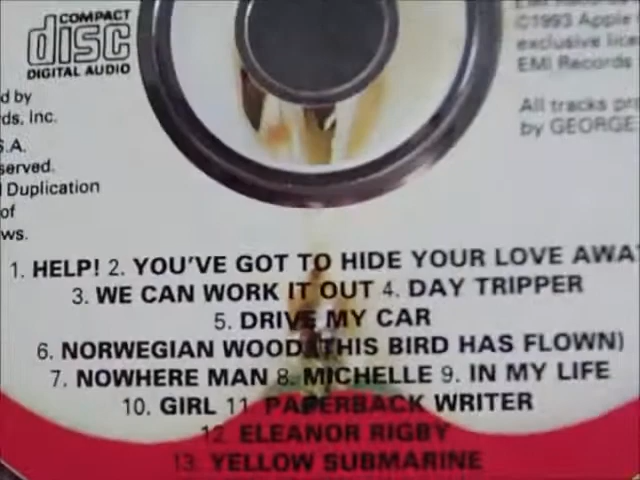 COMPACT
disc
DIGITAL AUDIO
©1993 Apple
exclusive
EMI Records
All tracks
by GEORGE
d by
ds, Inc.
S.A.
served.
Duplication
of
ws.
1. HELP! 2. YOU'VE GOT TO HIDE YOUR LOVE AWA
3. WE CAN WORK IT OUT 4. DAY TRIPPER
5. DRIVE MY CAR
6. NORWEGIAN WOOD (THIS BIRD HAS FLOWN)
7. NOWHERE MAN 8. MICHELLE 9. IN MY LIFE
10. GIRL 11. PAPERBACK WRITER
12. ELEANOR RIGBY
13. YELLOW SUBMARINE